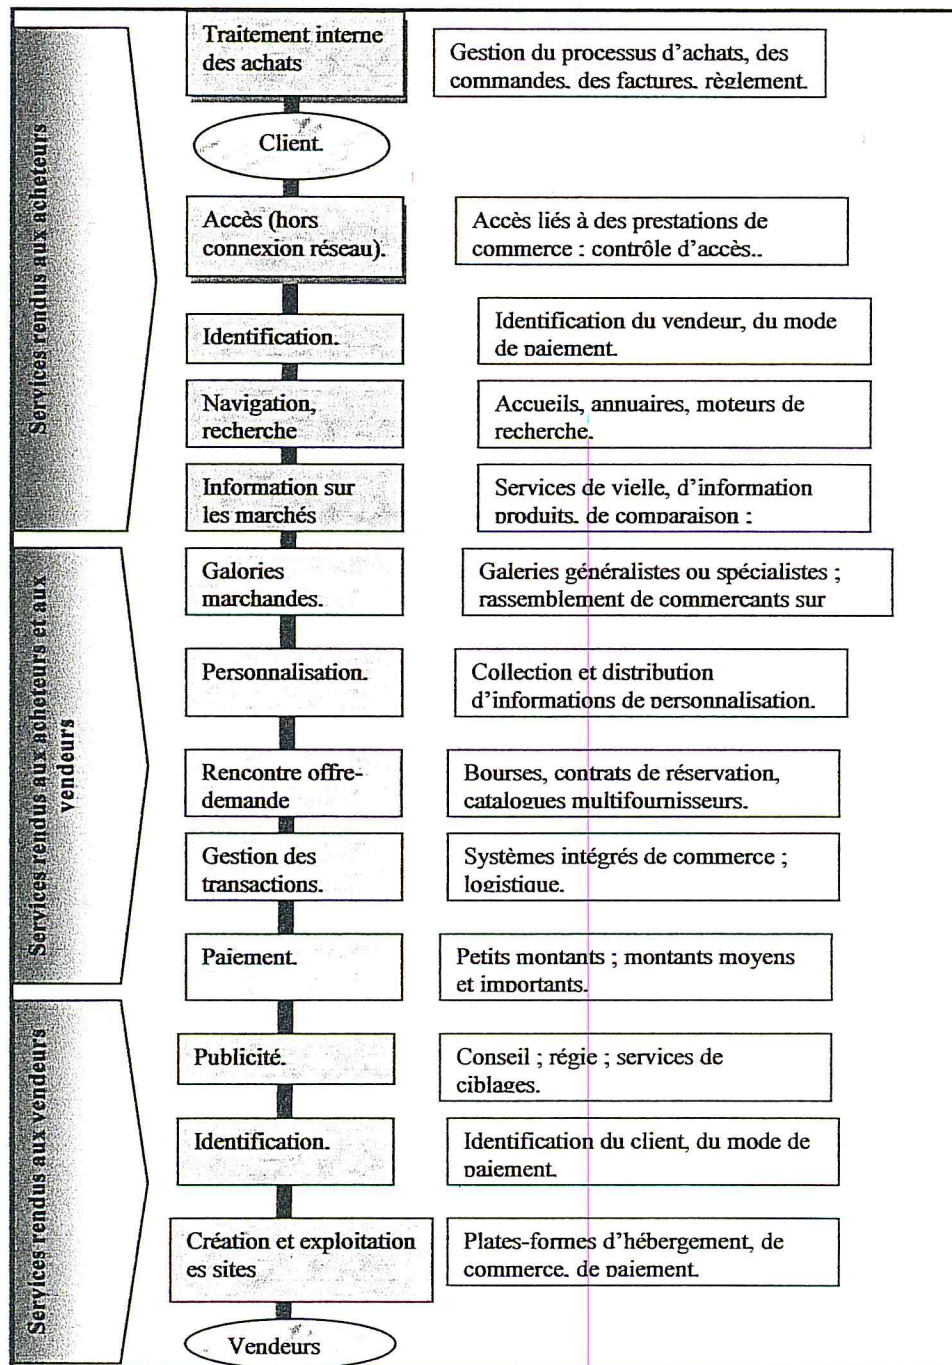 Services rendus aux acheteurs
Traitement interne
des achats
Gestion du processus d'achats, des
commandes. des factures. règlement.
Client.
Accès (hors
connexion réseau).
Accès liés à des prestations de
commerce : contrôle d'accès..
Identification.
Identification du vendeur, du mode
de paiement.
Navigation,
recherche
Accueils, annuaires, moteurs de
recherche.
Information sur
les marchés
Services de vielle, d'information
produits. de comparaison ;
Services rendus aux acheteurs et aux
vendeurs
Galories
marchandes.
Galeries généralistes ou spécialistes ;
rassemblement de commerçants sur
Personnalisation.
Collection et distribution
d'informations de personnalisation.
Rencontre offre-
demande
Bourses, contrats de réservation,
catalogues multifournisseurs.
Gestion des
transactions.
Systèmes intégrés de commerce ;
logistique.
Paiement.
Petits montants ; montants moyens
et importants.
Services rendus aux vendeurs
Publicité.
Conseil ; régie ; services de
ciblages.
Identification.
Identification du client, du mode de
paiement.
Création et exploitation
es sites
Plates-formes d'hébergement, de
commerce. de paiement.
Vendeurs